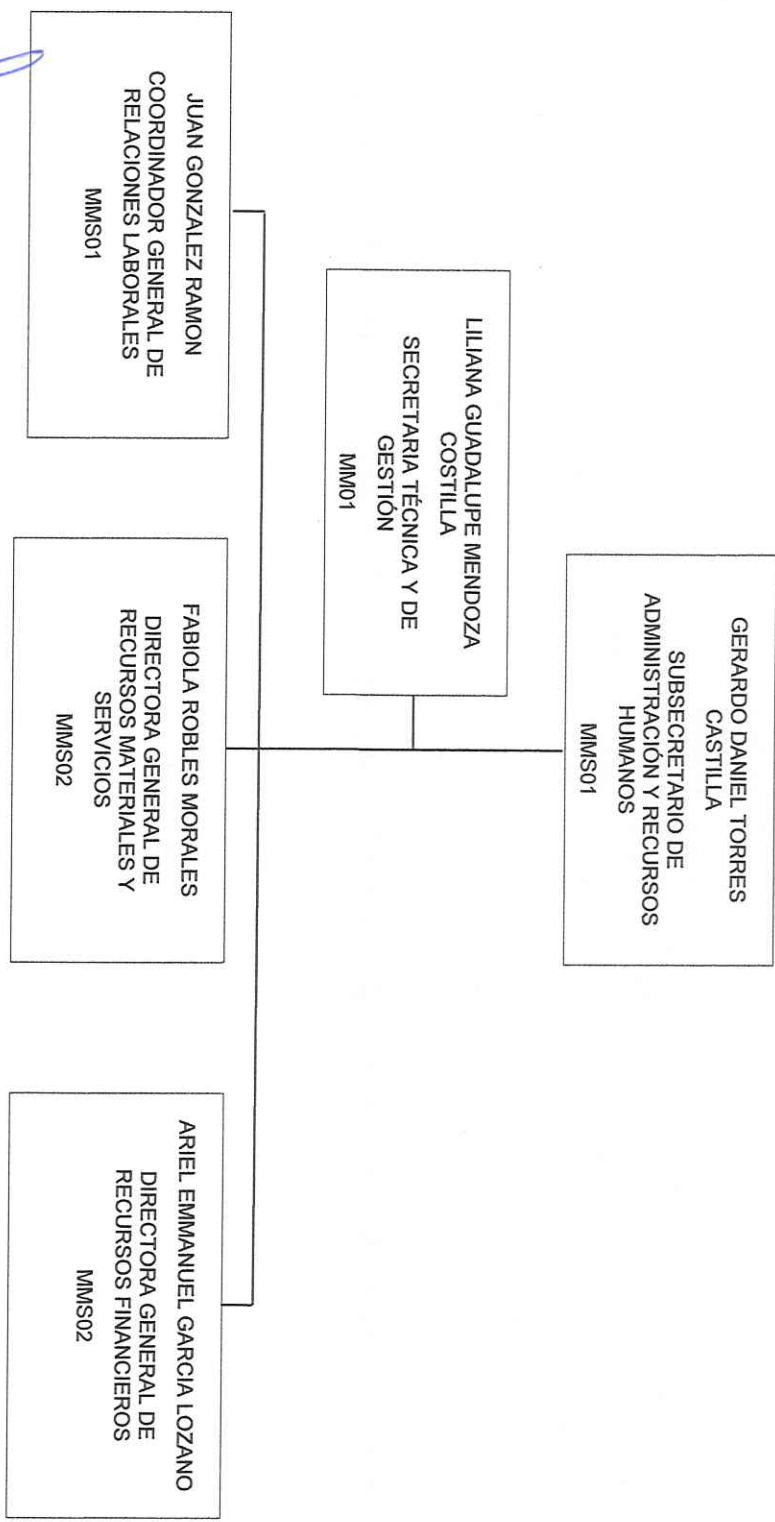 GERARDO DANIEL TORRES
CASTILLA
SUBSECRETARIO DE
ADMINISTRACIÓN Y RECURSOS
HUMANOS
MMS01
LILIANA GUADALUPE MENDOZA
COSTILLA
SECRETARIA TÉCNICA Y DE
GESTIÓN
MM01
JUAN GONZALEZ RAMON
COORDINADOR GENERAL DE
RELACIONES LABORALES
MMS01
FABIOLA ROBLES MORALES
DIRECTORA GENERAL DE
RECURSOS MATERIALES Y
SERVICIOS
MMS02
ARIEL EMMANUEL GARCIA LOZANO
DIRECTORA GENERAL DE
RECURSOS FINANCIEROS
MMS02